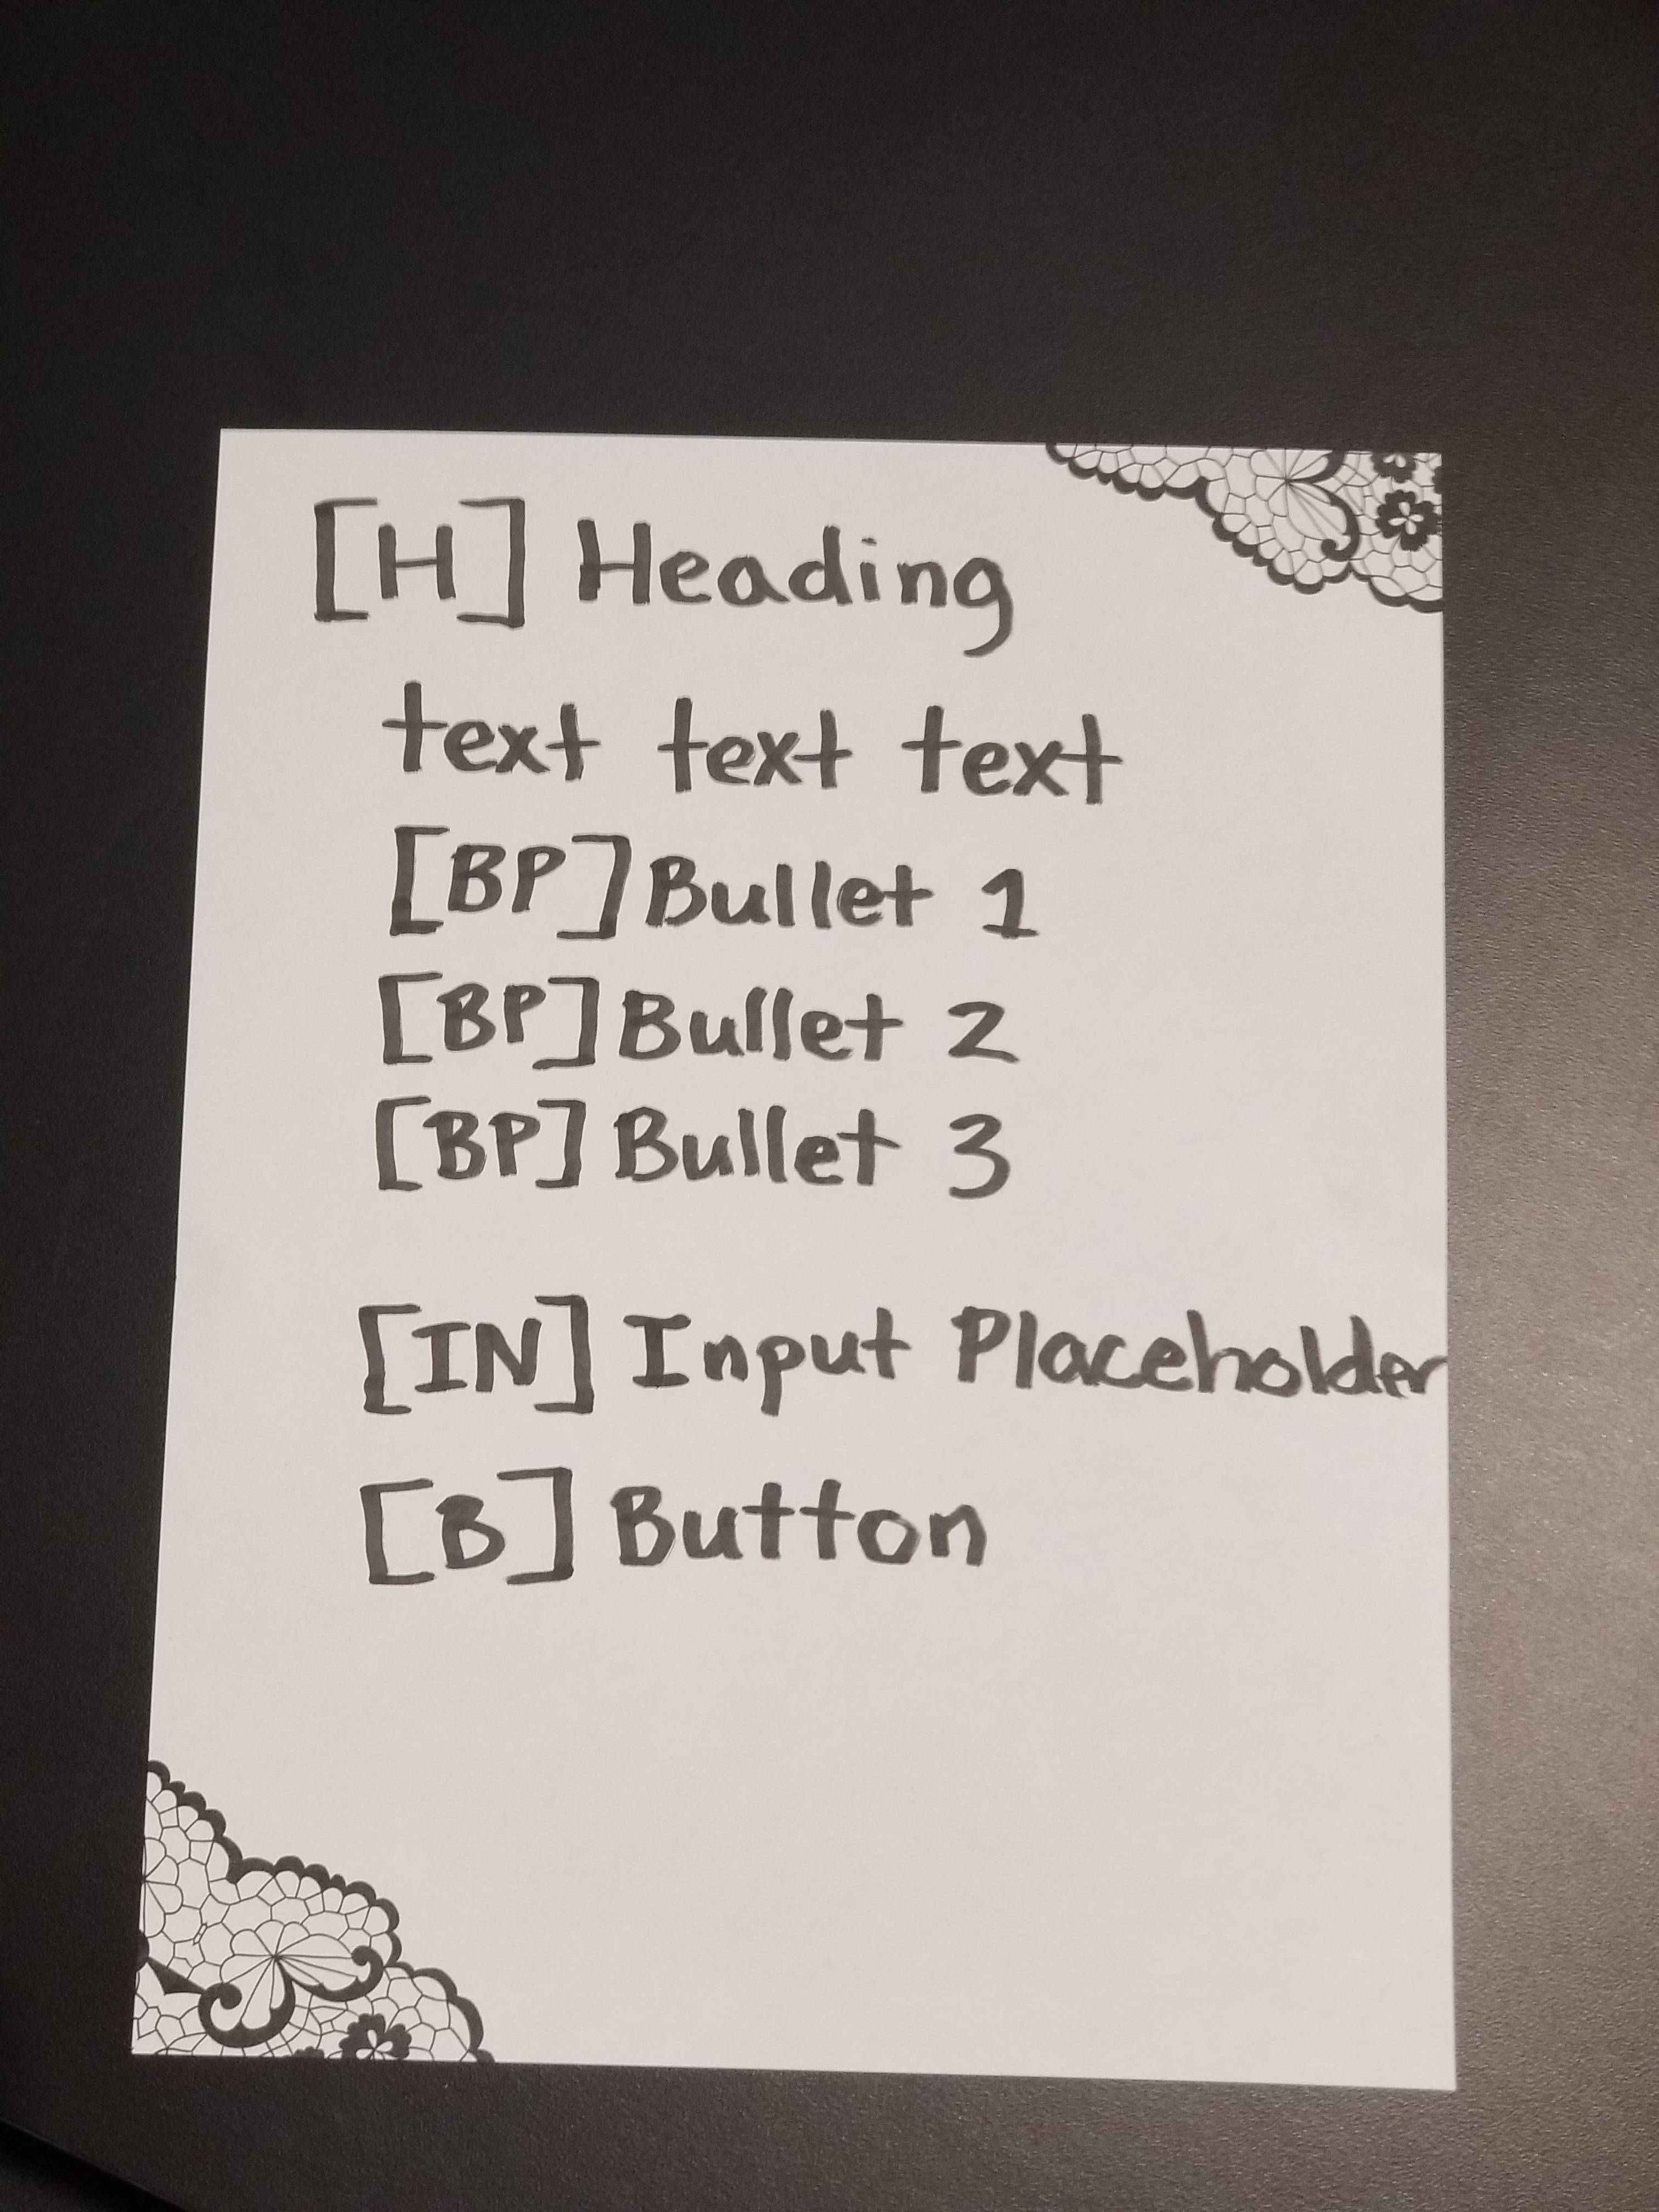 [H] Heading
text text text
[BP] Bullet 1
[BP] Bullet 2
[BP] Bullet 3
[IN] Input Placeholder
[B] Button